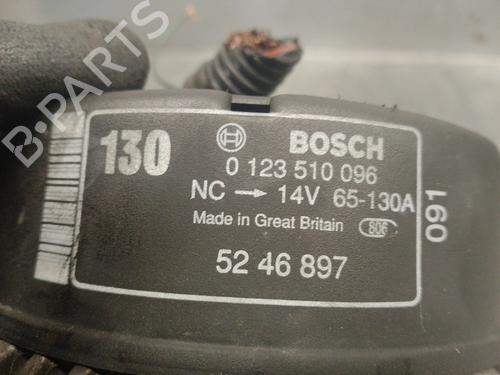 B-PARTS
130
BOSCH
0 123 510 096
NC → 14V 65-130A
Made in Great Britain 806
52 46 897
091